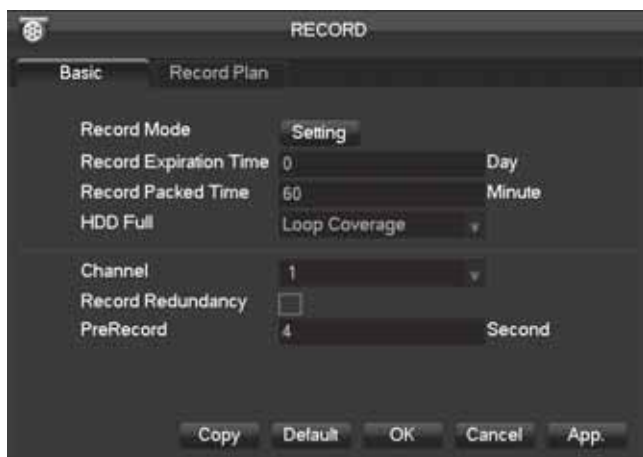 RECORD
Basic Record Plan
Record Mode Setting
Record Expiration Time 0 Day
Record Packed Time 60 Minute
HDD Full Loop Coverage
Channel 1
Record Redundancy
PreRecord 4 Second
Copy Default OK Cancel App.